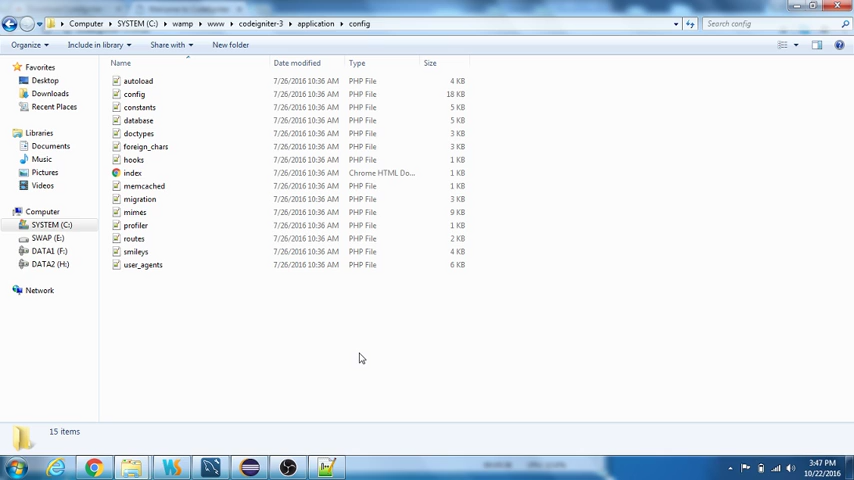 Computer ▸ SYSTEM (C:) ▸ wamp ▸ www ▸ codeigniter-3 ▸ application ▸ config
Search config
Organize Include in library Share with New folder
Name Date modified Type Size
Favorites
Desktop
Downloads
Recent Places
Libraries
Documents
Music
Pictures
Videos
Computer
SYSTEM (C:)
SWAP (E:)
DATA1 (F:)
DATA2 (H:)
Network
autoload 7/26/2016 10:36 AM PHP File 4 KB
config 7/26/2016 10:36 AM PHP File 18 KB
constants 7/26/2016 10:36 AM PHP File 5 KB
database 7/26/2016 10:36 AM PHP File 5 KB
doctypes 7/26/2016 10:36 AM PHP File 3 KB
foreign_chars 7/26/2016 10:36 AM PHP File 3 KB
hooks 7/26/2016 10:36 AM PHP File 1 KB
index 7/26/2016 10:36 AM Chrome HTML Do... 1 KB
memcached 7/26/2016 10:36 AM PHP File 1 KB
migration 7/26/2016 10:36 AM PHP File 3 KB
mimes 7/26/2016 10:36 AM PHP File 9 KB
profiler 7/26/2016 10:36 AM PHP File 1 KB
routes 7/26/2016 10:36 AM PHP File 2 KB
smileys 7/26/2016 10:36 AM PHP File 4 KB
user_agents 7/26/2016 10:36 AM PHP File 6 KB
15 items
WS
3:47 PM
10/22/2016